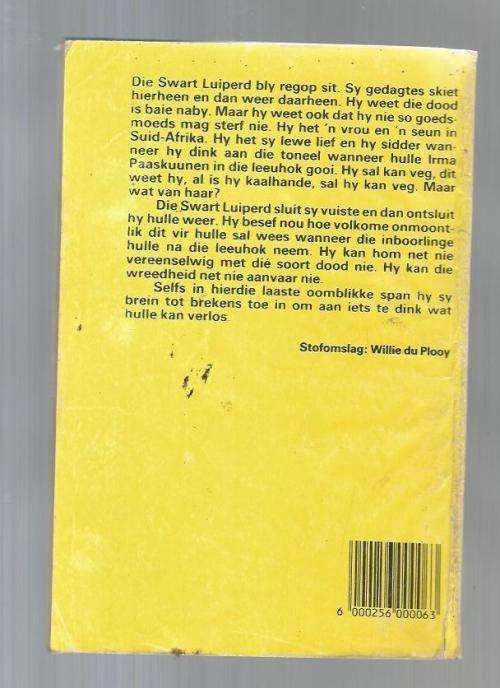 Die Swart Luiperd bly regop sit. Sy gedagtes skiet
hierheen en dan weer daarheen. Hy weet die dood
is baie naby. Maar hy weet ook dat hy nie so goeds-
moeds mag sterf nie. Hy het 'n vrou en 'n seun in
Suid-Afrika. Hy het sy lewe lief en hy sidder wan-
neer hy dink aan die toneel wanneer hulle Irma
Paaskuunen in die leeuhok gooi. Hy sal kan veg, dit
weet hy, al is hy kaalhande, sal hy kan veg. Maar
wat van haar?
Die Swart Luiperd sluit sy vuiste en dan ontsluit
hy hulle weer. Hy besef nou hoe volkome onmoont-
lik dit vir hulle sal wees wanneer die inboorlinge
hulle na die leeuhok neem. Hy kan hom net nie
vereenselwig met dié soort dood nie. Hy kan die
wreedheid net nie aanvaar nie.
Selfs in hierdie laaste oomblikke span hy sy
brein tot brekens toe in om aan iets te dink wat
hulle kan verlos
Stofomslag: Willie du Plooy
6 000256 000063